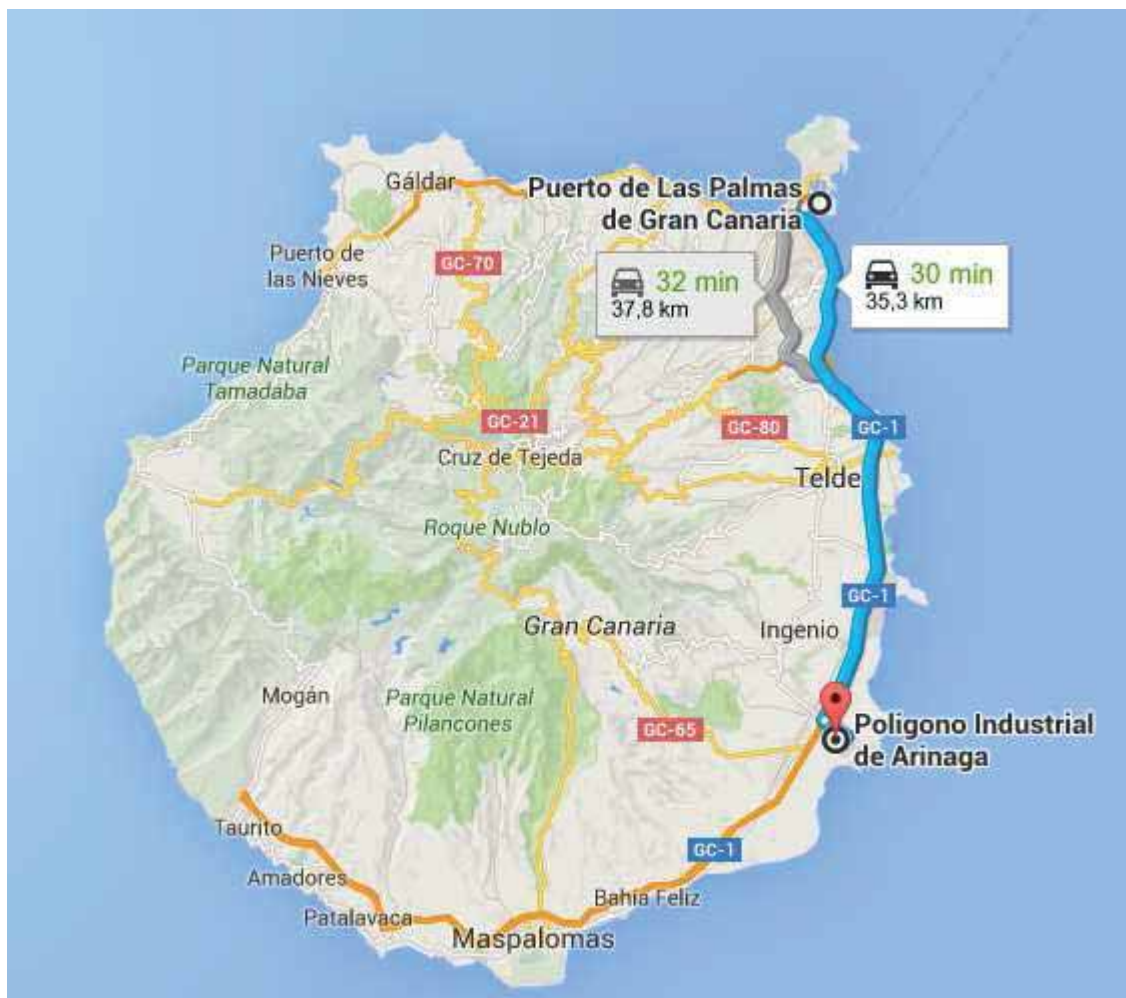 Gáldar
Puerto de Las Palmas
de Gran Canaria
Puerto de
las Nieves
GC-70
32 min
37,8 km
30 min
35,3 km
Parque Natural
Tamadaba
GC-21
GC-80
GC-1
Cruz de Tejeda
Telde
Roque Nublo
GC-1
Gran Canaria
Ingenio
Mogán
Parque Natural
Pilancones
GC-65
Poligono Industrial
de Arinaga
Taurito
GC-1
Amadores
Bahía Feliz
Patalavaca
Maspalomas